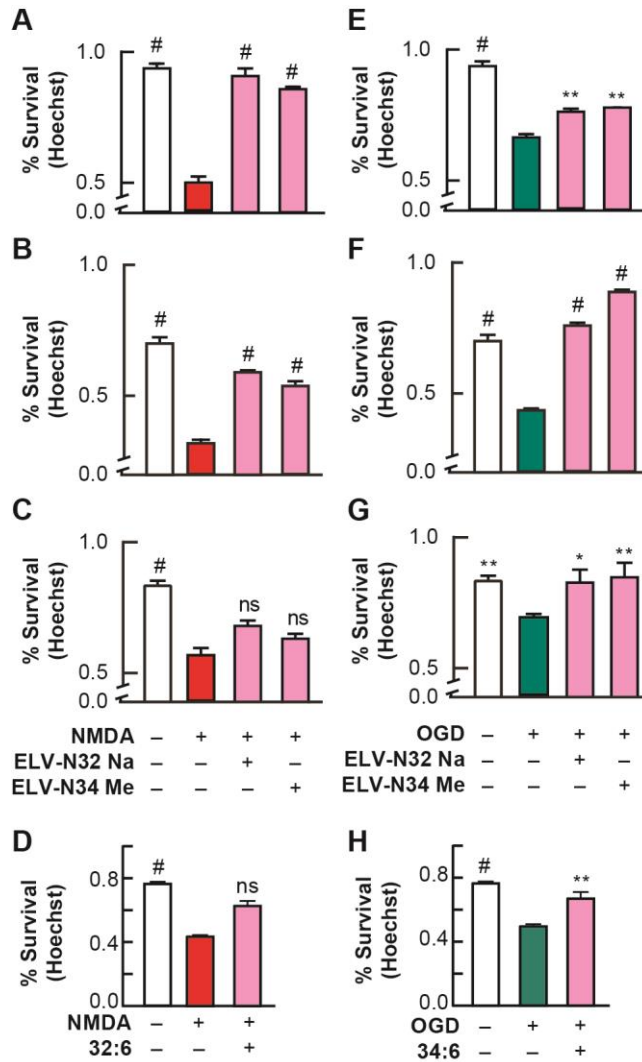 A
% Survival
(Hoechst)
1.0
0.5
0.0
#
#
#
E
% Survival
(Hoechst)
1.0
0.5
0.0
#
**
**
B
% Survival
(Hoechst)
1.0
0.5
0.0
#
#
#
F
% Survival
(Hoechst)
1.0
0.5
0.0
#
#
#
C
% Survival
(Hoechst)
1.0
0.5
0.0
#
ns
ns
NMDA – + + +
ELV-N32 Na – – + –
ELV-N34 Me – – – +
G
% Survival
(Hoechst)
1.0
0.5
0.0
**
*
**
OGD – + + +
ELV-N32 Na – – + –
ELV-N34 Me – – – +
D
% Survival
(Hoechst)
0.8
0.4
0.0
#
ns
NMDA – + +
32:6 – – +
H
% Survival
(Hoechst)
0.8
0.4
0.0
#
**
OGD – + +
34:6 – – +